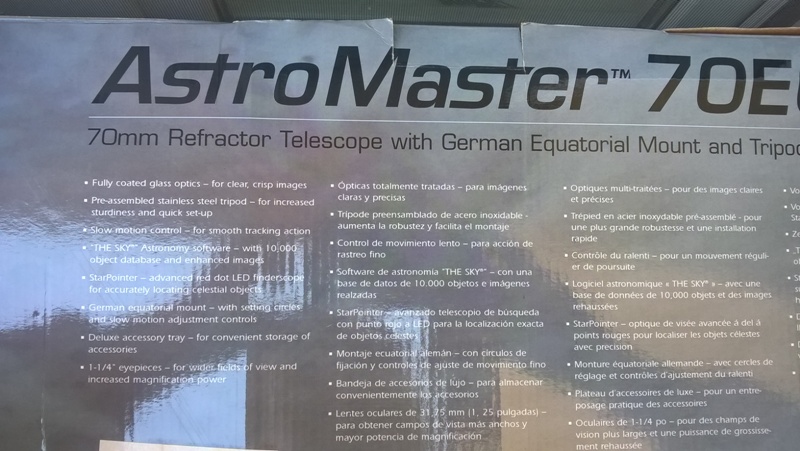 AstroMaster™ 70E
70mm Refractor Telescope with German Equatorial Mount and Tripod
• Fully coated glass optics – for clear, crisp images
• Pre-assembled stainless steel tripod – for increased
sturdiness and quick set-up
• Slow motion control – for smooth tracking action
• "THE SKY®" Astronomy software – with 10,000
object database and enhanced images
• StarPointer – advanced red dot LED finderscope
for accurately locating celestial objects
• German equatorial mount – with setting circles
and slow motion adjustment controls
• Deluxe accessory tray – for convenient storage of
accessories
• 1-1/4" eyepieces – for wider fields of view and
increased magnification power
• Ópticas totalmente tratadas – para imágenes
claras y precisas
• Trípode preensamblado de acero inoxidable -
aumenta la robustez y facilita el montaje
• Control de movimiento lento – para acción de
rastreo fino
• Software de astronomía "THE SKY®" – con una
base de datos de 10.000 objetos e imágenes
realzadas
• StarPointer – avanzado telescopio de búsqueda
con punto rojo a LED para la localización exacta
de objetos celestes
• Montaje ecuatorial alemán – con círculos de
fijación y controles de ajuste de movimiento fino
• Bandeja de accesorios de lujo – para almacenar
convenientemente los accesorios
• Lentes oculares de 31,75 mm (1, 25 pulgadas) –
para obtener campos de vista más anchos y
mayor potencia de magnificación
• Optiques multi-traitées – pour des images claires
et précises
• Trépied en acier inoxydable pré-assemblé - pour
une plus grande robustesse et une installation
rapide
• Contrôle du ralenti – pour un mouvement réguli-
er de poursuite
• Logiciel astronomique « THE SKY® » – avec une
base de données de 10,000 objets et des images
rehaussées
• StarPointer – optique de visée avancée à del à
points rouges pour localiser les objets célestes
avec précision
• Monture équatoriale allemande – avec cercles de
réglage et contrôles d'ajustement du ralenti
• Plateau d'accessoires de luxe – pour un entre-
posage pratique des accessoires
• Oculaires de 1-1/4 po – pour des champs de
vision plus larges et une puissance de grossisse-
ment rehaussée